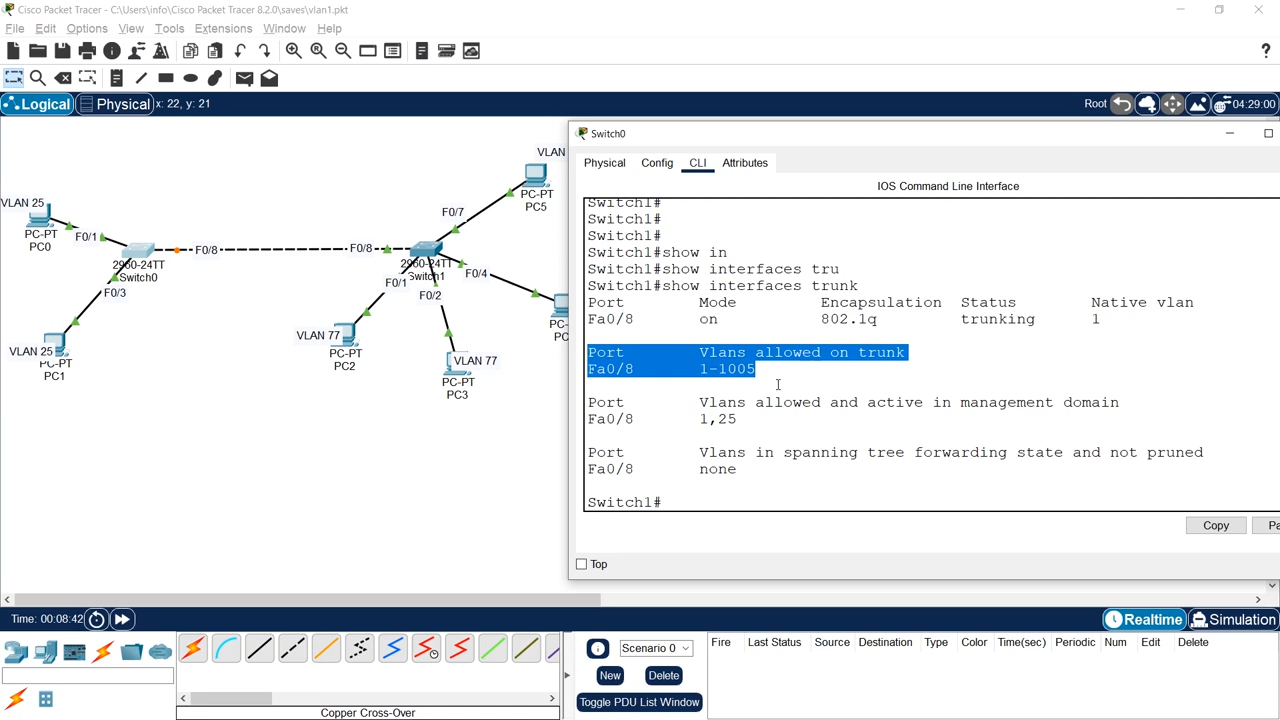 Cisco Packet Tracer - C:\Users\info\Cisco Packet Tracer 8.2.0\saves\vlan1.pkt
File Edit Options View Tools Extensions Window Help
?
Logical Physical x: 22, y: 21 Root 04:29:00
Switch0
Physical Config CLI Attributes
IOS Command Line Interface
Switch1#
Switch1#
Switch1#
Switch1#show in
Switch1#show interfaces tru
Switch1#show interfaces trunk
Port Mode Encapsulation Status Native vlan
Fa0/8 on 802.1q trunking 1
Port Vlans allowed on trunk
Fa0/8 1-1005
Port Vlans allowed and active in management domain
Fa0/8 1,25
Port Vlans in spanning tree forwarding state and not pruned
Fa0/8 none
Switch1#
Copy Pa
Top
VLAN
PC-PT
PC5
VLAN 25
PC-PT
PC0
F0/1
F0/7
F0/8
F0/8
2960-24TT
Switch0
2960-24TT
Switch1
F0/3
F0/1
F0/4
F0/2
VLAN 25
PC-PT
PC1
VLAN 77
PC-PT
PC2
VLAN 77
PC-PT
PC3
PC-
PC
Time: 00:08:42 Realtime Simulation
Scenario 0
New Delete
Toggle PDU List Window
Fire Last Status Source Destination Type Color Time(sec) Periodic Num Edit Delete
Copper Cross-Over